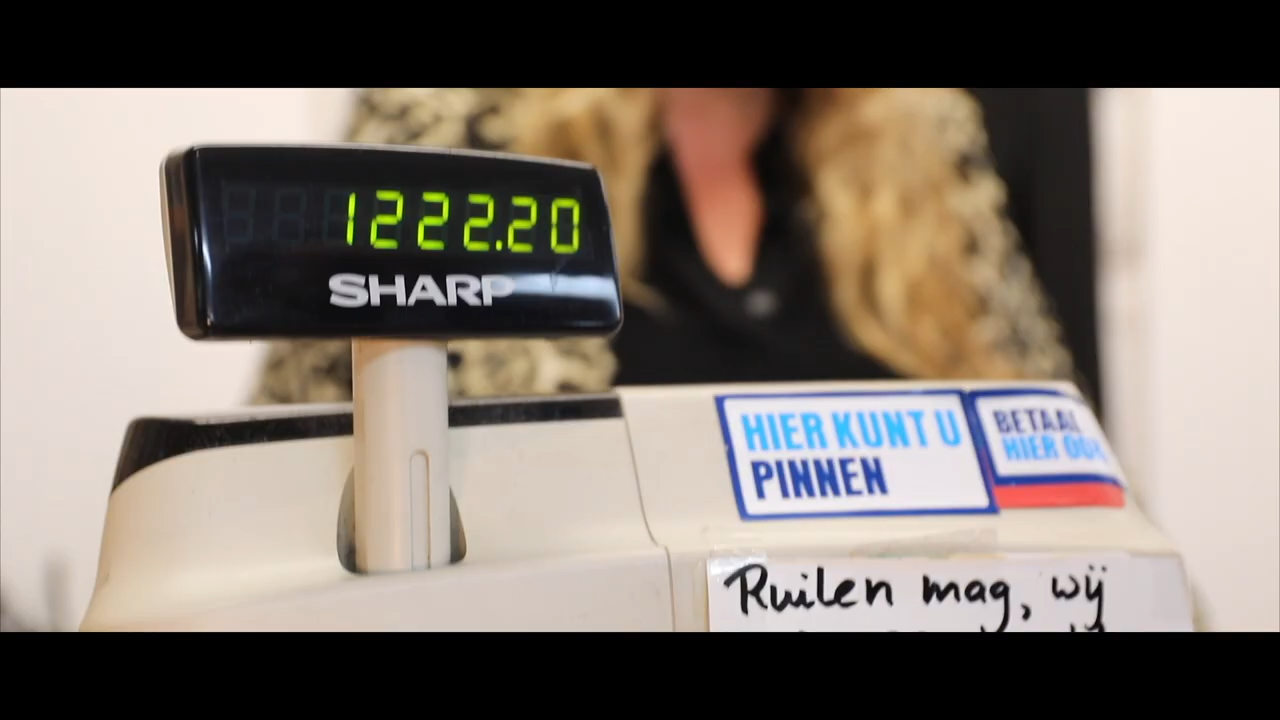 1222.20
SHARP
HIER KUNT U
PINNEN
BETAAL
HIER OOK
Ruilen mag, wij